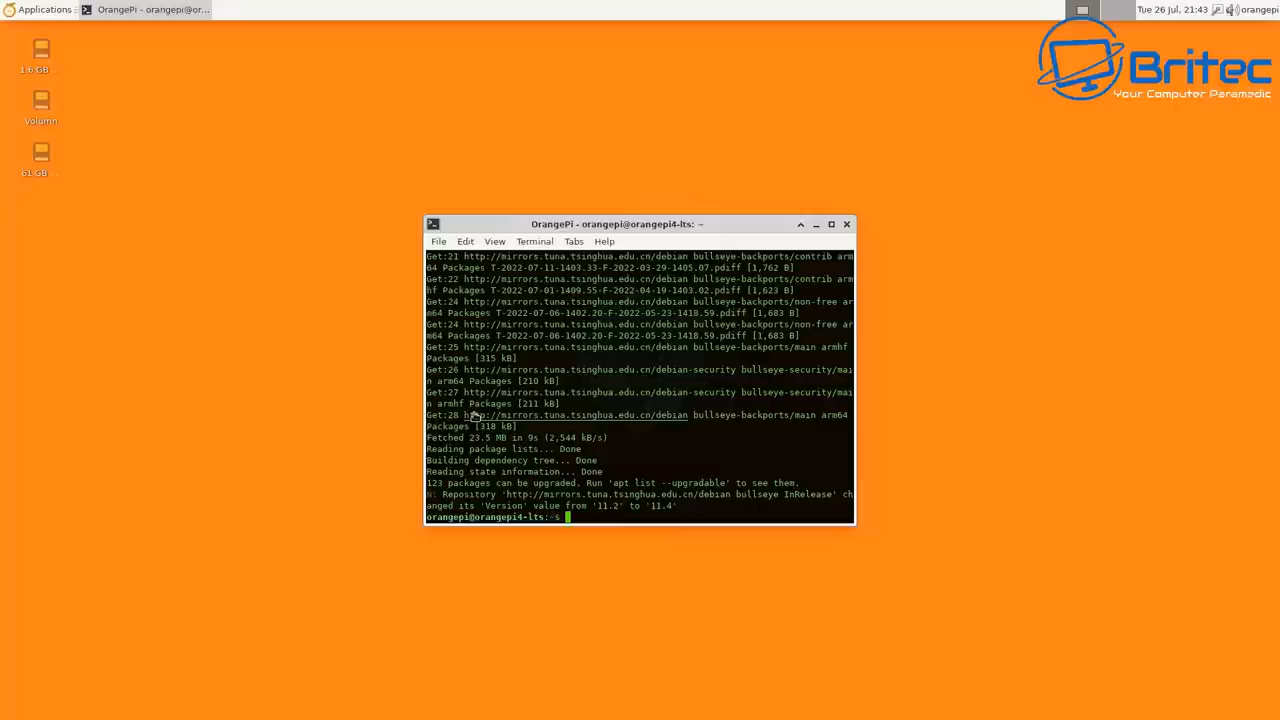 Applications
OrangePi - orangepi@or...
Tue 26 Jul, 21:43
orangepi
Britec
Your Computer Paramedic
1.6 GB ...
Volumn
61 GB ...
OrangePi - orangepi@orangepi4-lts: ~
File Edit View Terminal Tabs Help
Get:21 http://mirrors.tuna.tsinghua.edu.cn/debian bullseye-backports/contrib arm
64 Packages T-2022-07-11-1403.33-F-2022-03-29-1405.07.pdiff [1,762 B]
Get:22 http://mirrors.tuna.tsinghua.edu.cn/debian bullseye-backports/contrib arm
hf Packages T-2022-07-01-1409.55-F-2022-04-19-1403.02.pdiff [1,623 B]
Get:24 http://mirrors.tuna.tsinghua.edu.cn/debian bullseye-backports/non-free ar
m64 Packages T-2022-07-06-1402.20-F-2022-05-23-1418.59.pdiff [1,683 B]
Get:24 http://mirrors.tuna.tsinghua.edu.cn/debian bullseye-backports/non-free ar
m64 Packages T-2022-07-06-1402.20-F-2022-05-23-1418.59.pdiff [1,683 B]
Get:25 http://mirrors.tuna.tsinghua.edu.cn/debian bullseye-backports/main armhf
Packages [315 kB]
Get:26 http://mirrors.tuna.tsinghua.edu.cn/debian-security bullseye-security/mai
n arm64 Packages [210 kB]
Get:27 http://mirrors.tuna.tsinghua.edu.cn/debian-security bullseye-security/mai
n armhf Packages [211 kB]
Get:28 http://mirrors.tuna.tsinghua.edu.cn/debian bullseye-backports/main arm64
Packages [318 kB]
Fetched 23.5 MB in 9s (2,544 kB/s)
Reading package lists... Done
Building dependency tree... Done
Reading state information... Done
123 packages can be upgraded. Run 'apt list --upgradable' to see them.
N: Repository 'http://mirrors.tuna.tsinghua.edu.cn/debian bullseye InRelease' ch
anged its 'Version' value from '11.2' to '11.4'
orangepi@orangepi4-lts:~$